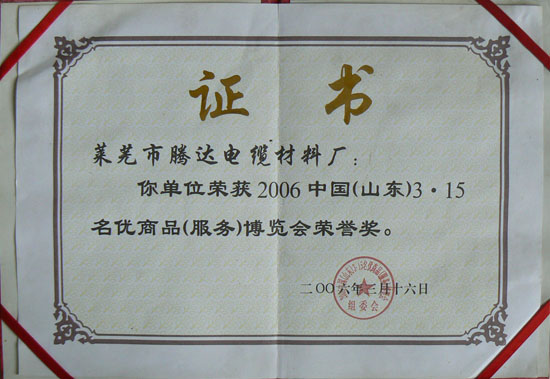 证书
莱芜市腾达电缆材料厂：
你单位荣获2006中国(山东)3·15
名优商品(服务)博览会荣誉奖。
二〇〇六年三月十六日
组委会